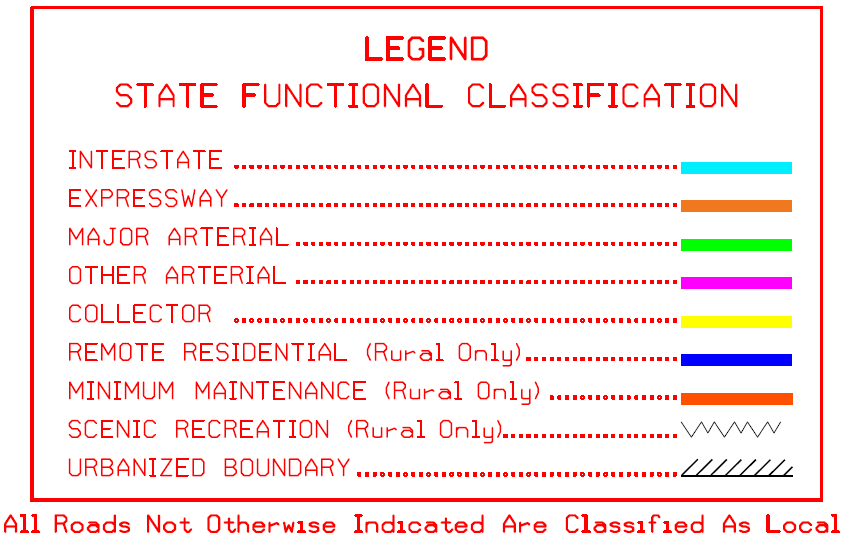 LEGEND
STATE FUNCTIONAL CLASSIFICATION
INTERSTATE
EXPRESSWAY
MAJOR ARTERIAL
OTHER ARTERIAL
COLLECTOR
REMOTE RESIDENTIAL (Rural Only)
MINIMUM MAINTENANCE (Rural Only)
SCENIC RECREATION (Rural Only)
URBANIZED BOUNDARY
All Roads Not Otherwise Indicated Are Classified As Local